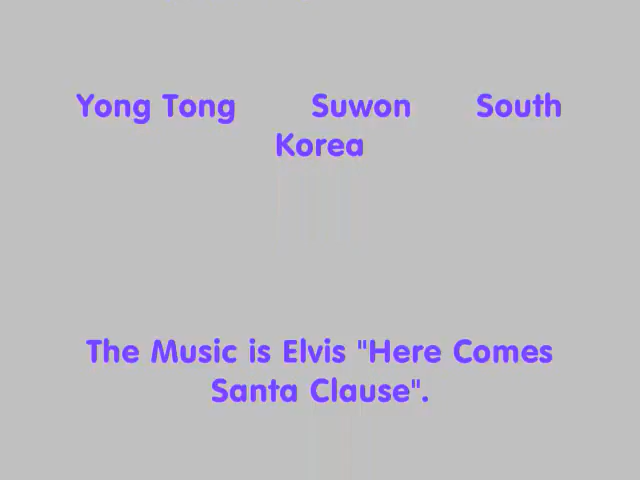 Yong Tong Suwon South
Korea
The Music is Elvis "Here Comes
Santa Clause".